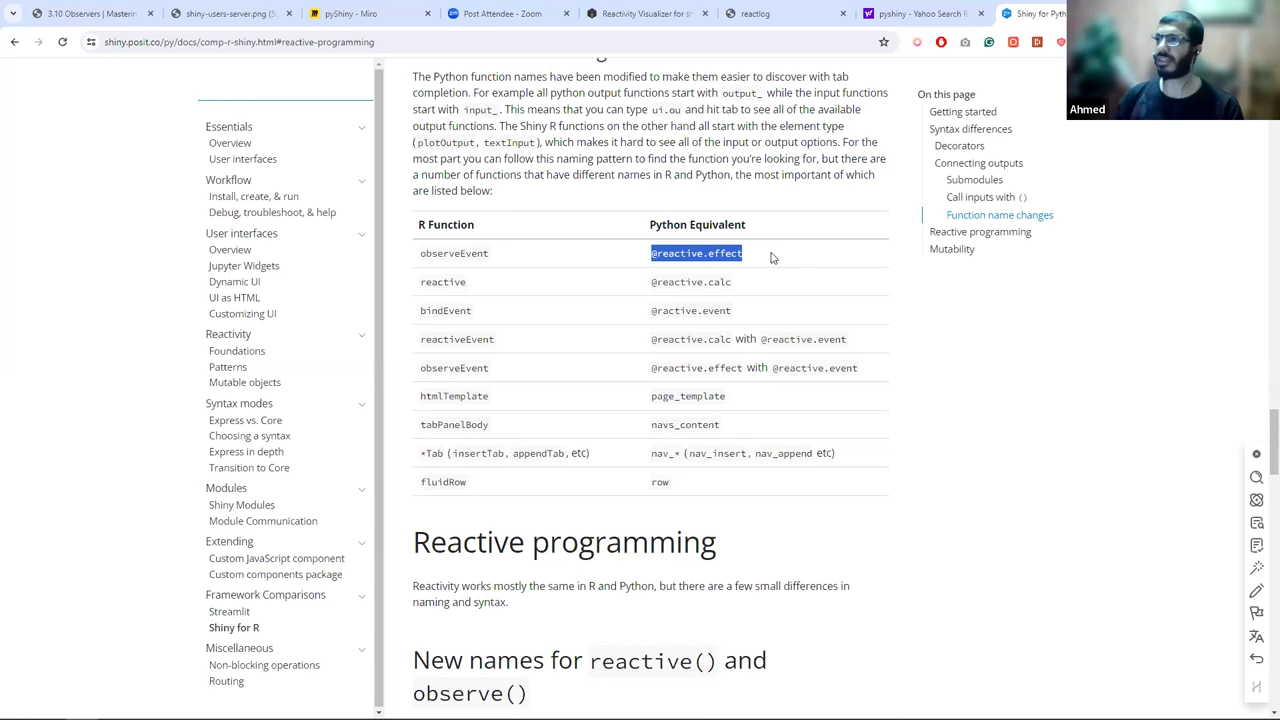 3.10 Observers | Mastering
shiny-users-server.png (S
pyShiny - Miro
Post Attendee - Zoom
Reactivity Visualizer for sh
reactlog
pyshiny - Yahoo Search R
Shiny for Pyth
shiny.posit.co/py/docs/comp-r-shiny.html#reactive-programming
Ahmed
Essentials
Overview
User interfaces
Workflow
Install, create, & run
Debug, troubleshoot, & help
User interfaces
Overview
Jupyter Widgets
Dynamic UI
UI as HTML
Customizing UI
Reactivity
Foundations
Patterns
Mutable objects
Syntax modes
Express vs. Core
Choosing a syntax
Express in depth
Transition to Core
Modules
Shiny Modules
Module Communication
Extending
Custom JavaScript component
Custom components package
Framework Comparisons
Streamlit
Shiny for R
Miscellaneous
Non-blocking operations
Routing
The Python function names have been modified to make them easier to discover with tab
completion. For example all python output functions start with output_ while the input functions
start with input_. This means that you can type ui.ou and hit tab to see all of the available
output functions. The Shiny R functions on the other hand all start with the element type
(plotOutput, textInput), which makes it hard to see all of the input or output options. For the
most part you can follow this naming pattern to find the function you're looking for, but there are
a number of functions that have different names in R and Python, the most important of which
are listed below:
R Function Python Equivalent
observeEvent @reactive.effect
reactive @reactive.calc
bindEvent @ractive.event
reactiveEvent @reactive.calc with @reactive.event
observeEvent @reactive.effect with @reactive.event
htmlTemplate page_template
tabPanelBody navs_content
*Tab (insertTab, appendTab, etc) nav_* (nav_insert, nav_append etc)
fluidRow row
Reactive programming
Reactivity works mostly the same in R and Python, but there are a few small differences in
naming and syntax.
New names for reactive() and
observe()
On this page
Getting started
Syntax differences
Decorators
Connecting outputs
Submodules
Call inputs with ()
Function name changes
Reactive programming
Mutability